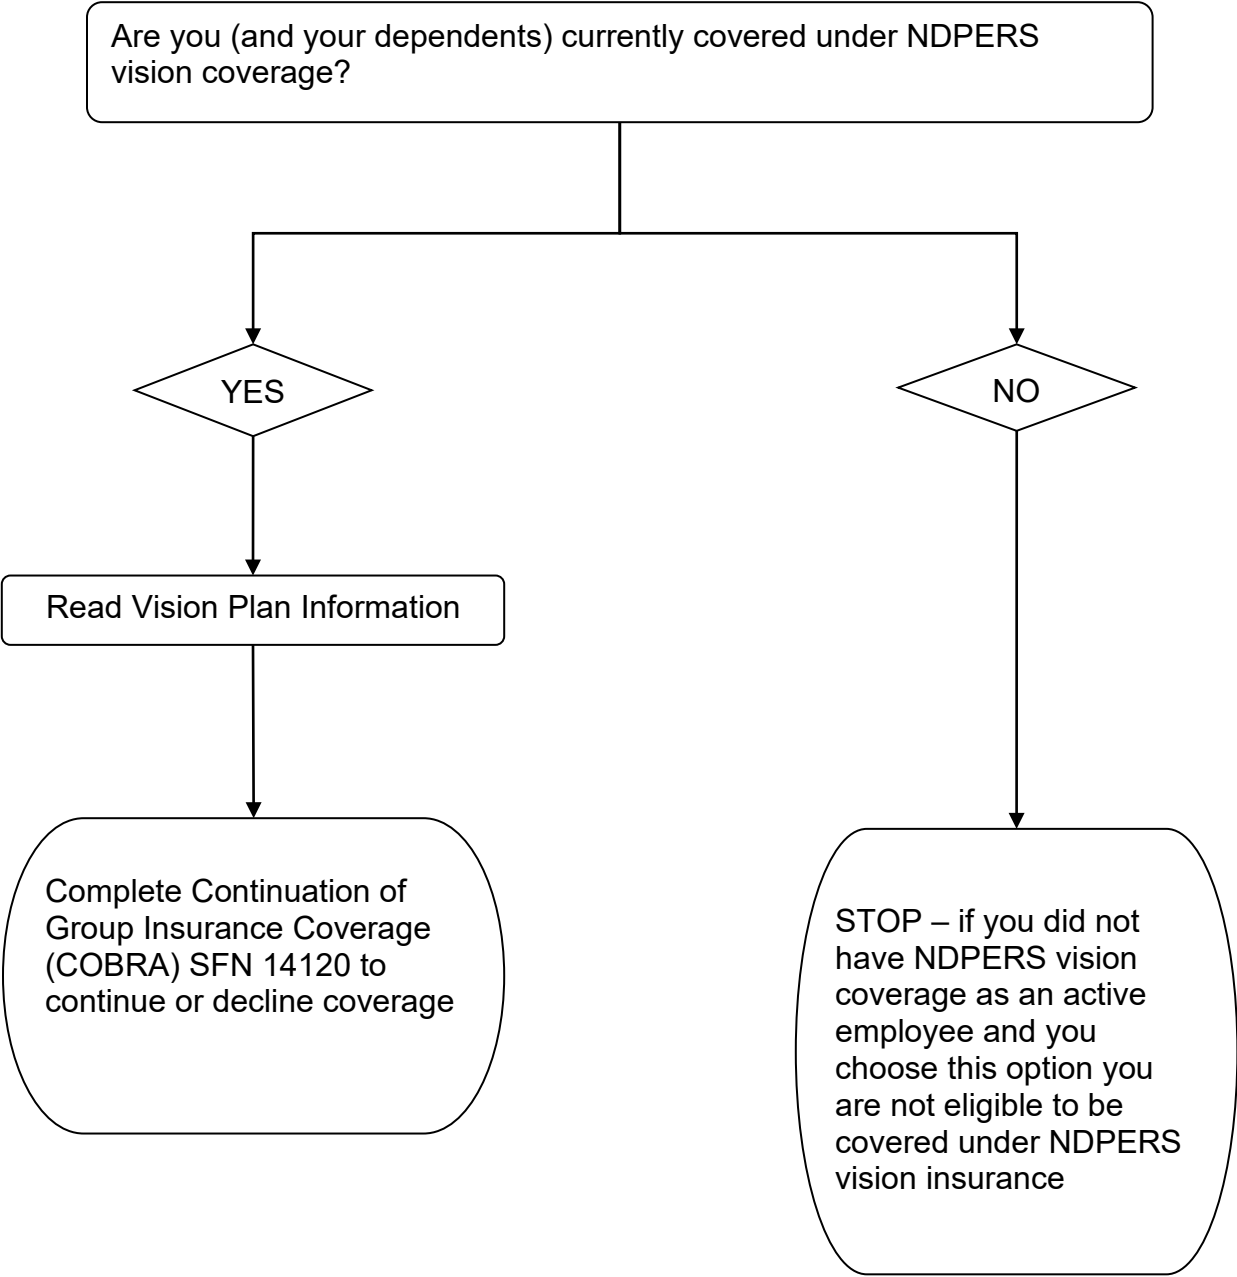 Are you (and your dependents) currently covered under NDPERS
vision coverage?
YES
NO
Read Vision Plan Information
Complete Continuation of
Group Insurance Coverage
(COBRA) SFN 14120 to
continue or decline coverage
STOP – if you did not
have NDPERS vision
coverage as an active
employee and you
choose this option you
are not eligible to be
covered under NDPERS
vision insurance